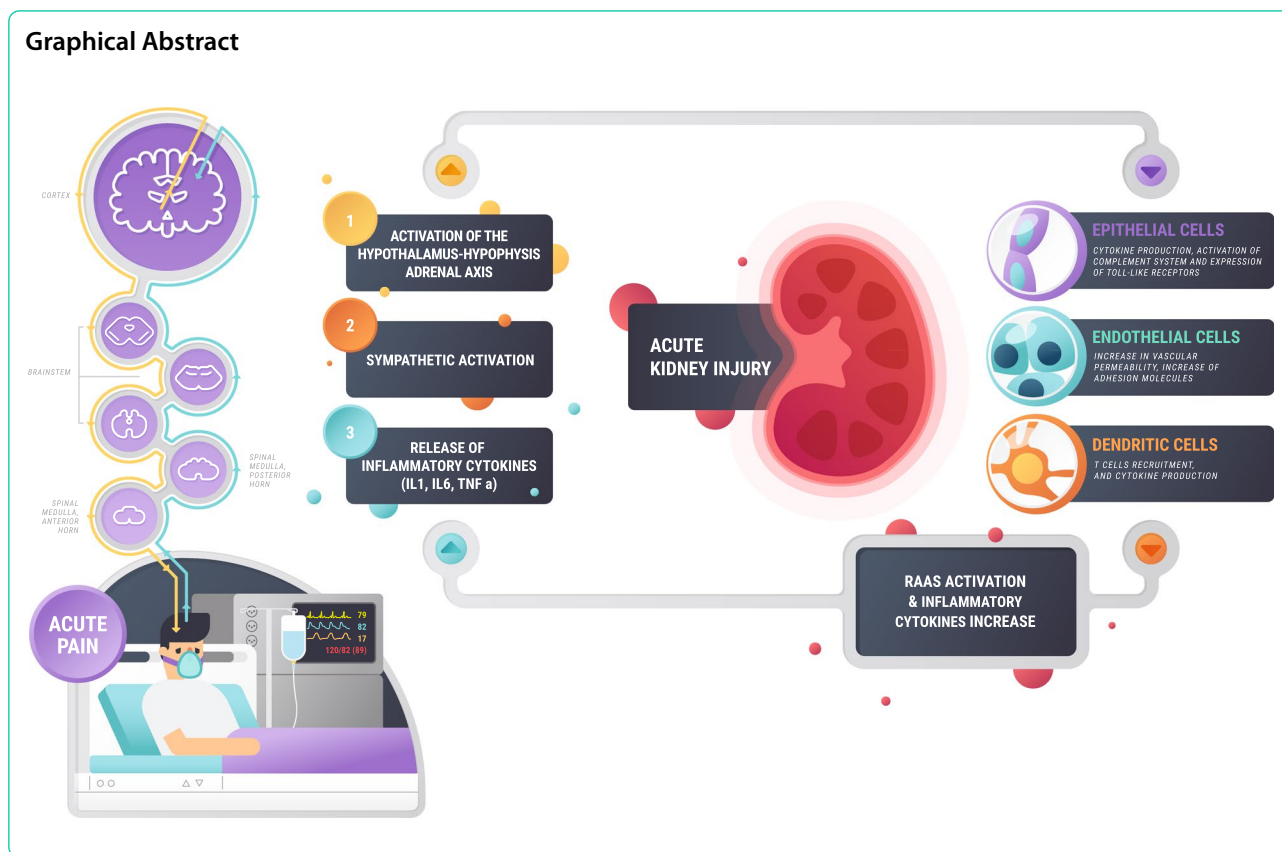 Graphical Abstract
CORTEX
BRAINSTEM
SPINAL
MEDULLA,
POSTERIOR
HORN
SPINAL
MEDULLA,
ANTERIOR
HORN
ACUTE
PAIN
79
82
17
120/82 (89)
1
ACTIVATION OF THE
HYPOTHALAMUS-HYPOPHYSIS
ADRENAL AXIS
2
SYMPATHETIC ACTIVATION
3
RELEASE OF
INFLAMMATORY CYTOKINES
(IL1, IL6, TNF a)
ACUTE
KIDNEY INJURY
EPITHELIAL CELLS
CYTOKINE PRODUCTION, ACTIVATION OF
COMPLEMENT SYSTEM AND EXPRESSION
OF TOLL-LIKE RECEPTORS
ENDOTHELIAL CELLS
INCREASE IN VASCULAR
PERMEABILITY, INCREASE OF
ADHESION MOLECULES
DENDRITIC CELLS
T CELLS RECRUITMENT,
AND CYTOKINE PRODUCTION
RAAS ACTIVATION
& INFLAMMATORY
CYTOKINES INCREASE